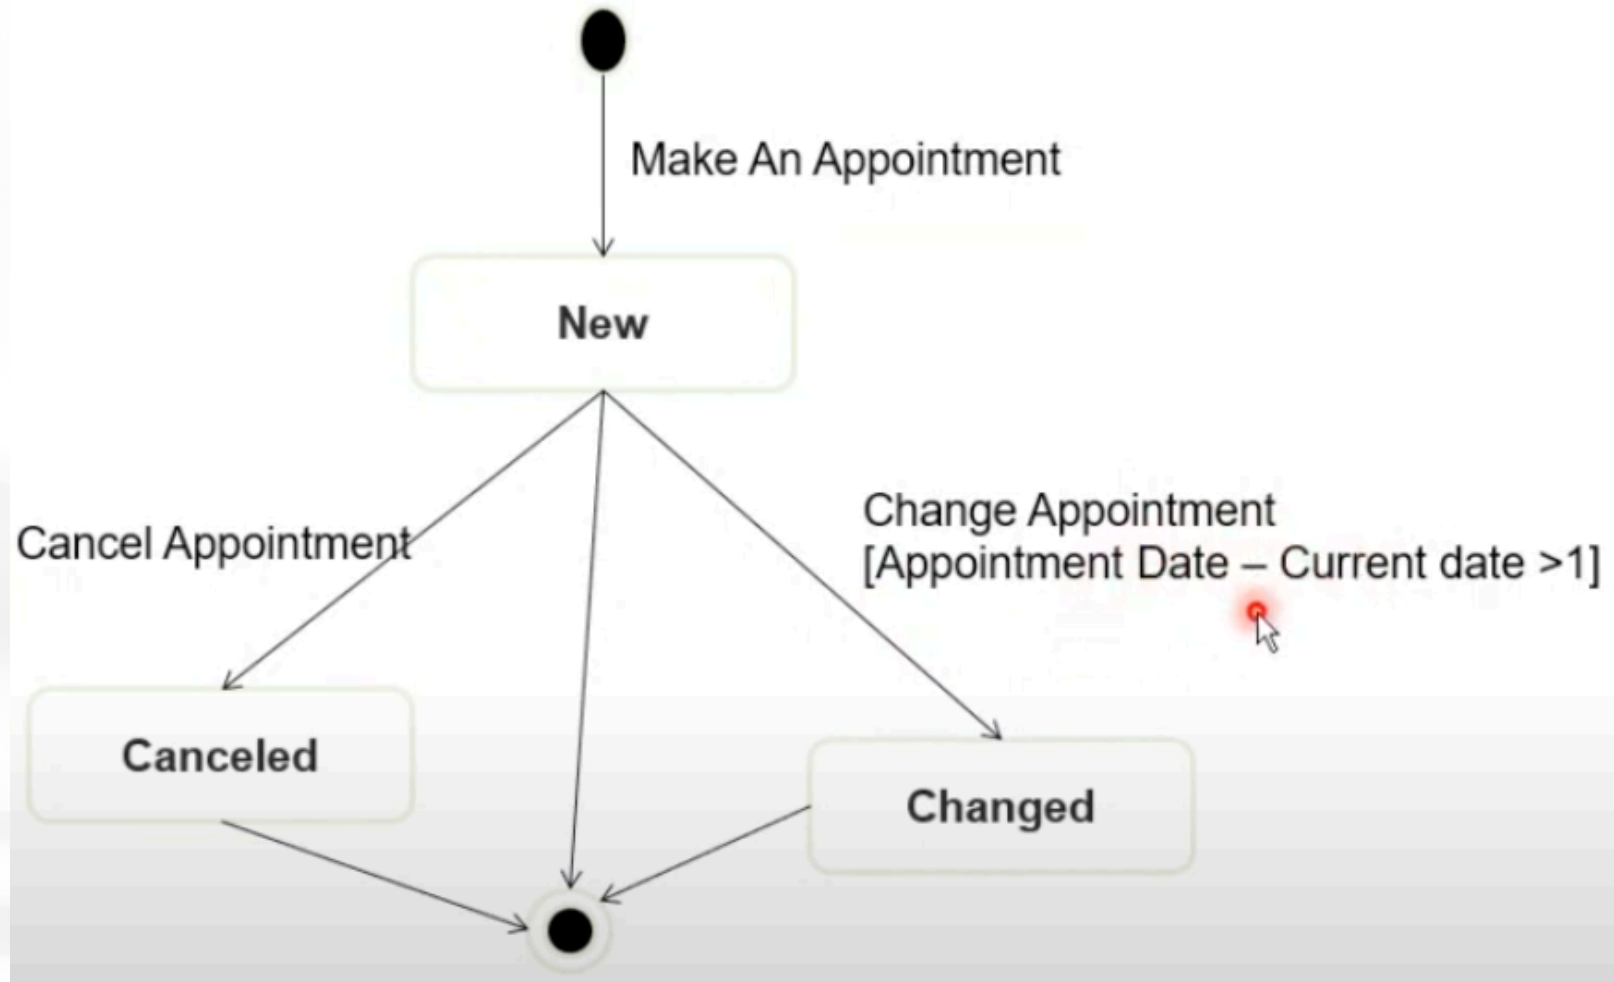 Make An Appointment
New
Cancel Appointment
Change Appointment
[Appointment Date – Current date >1]
Canceled
Changed